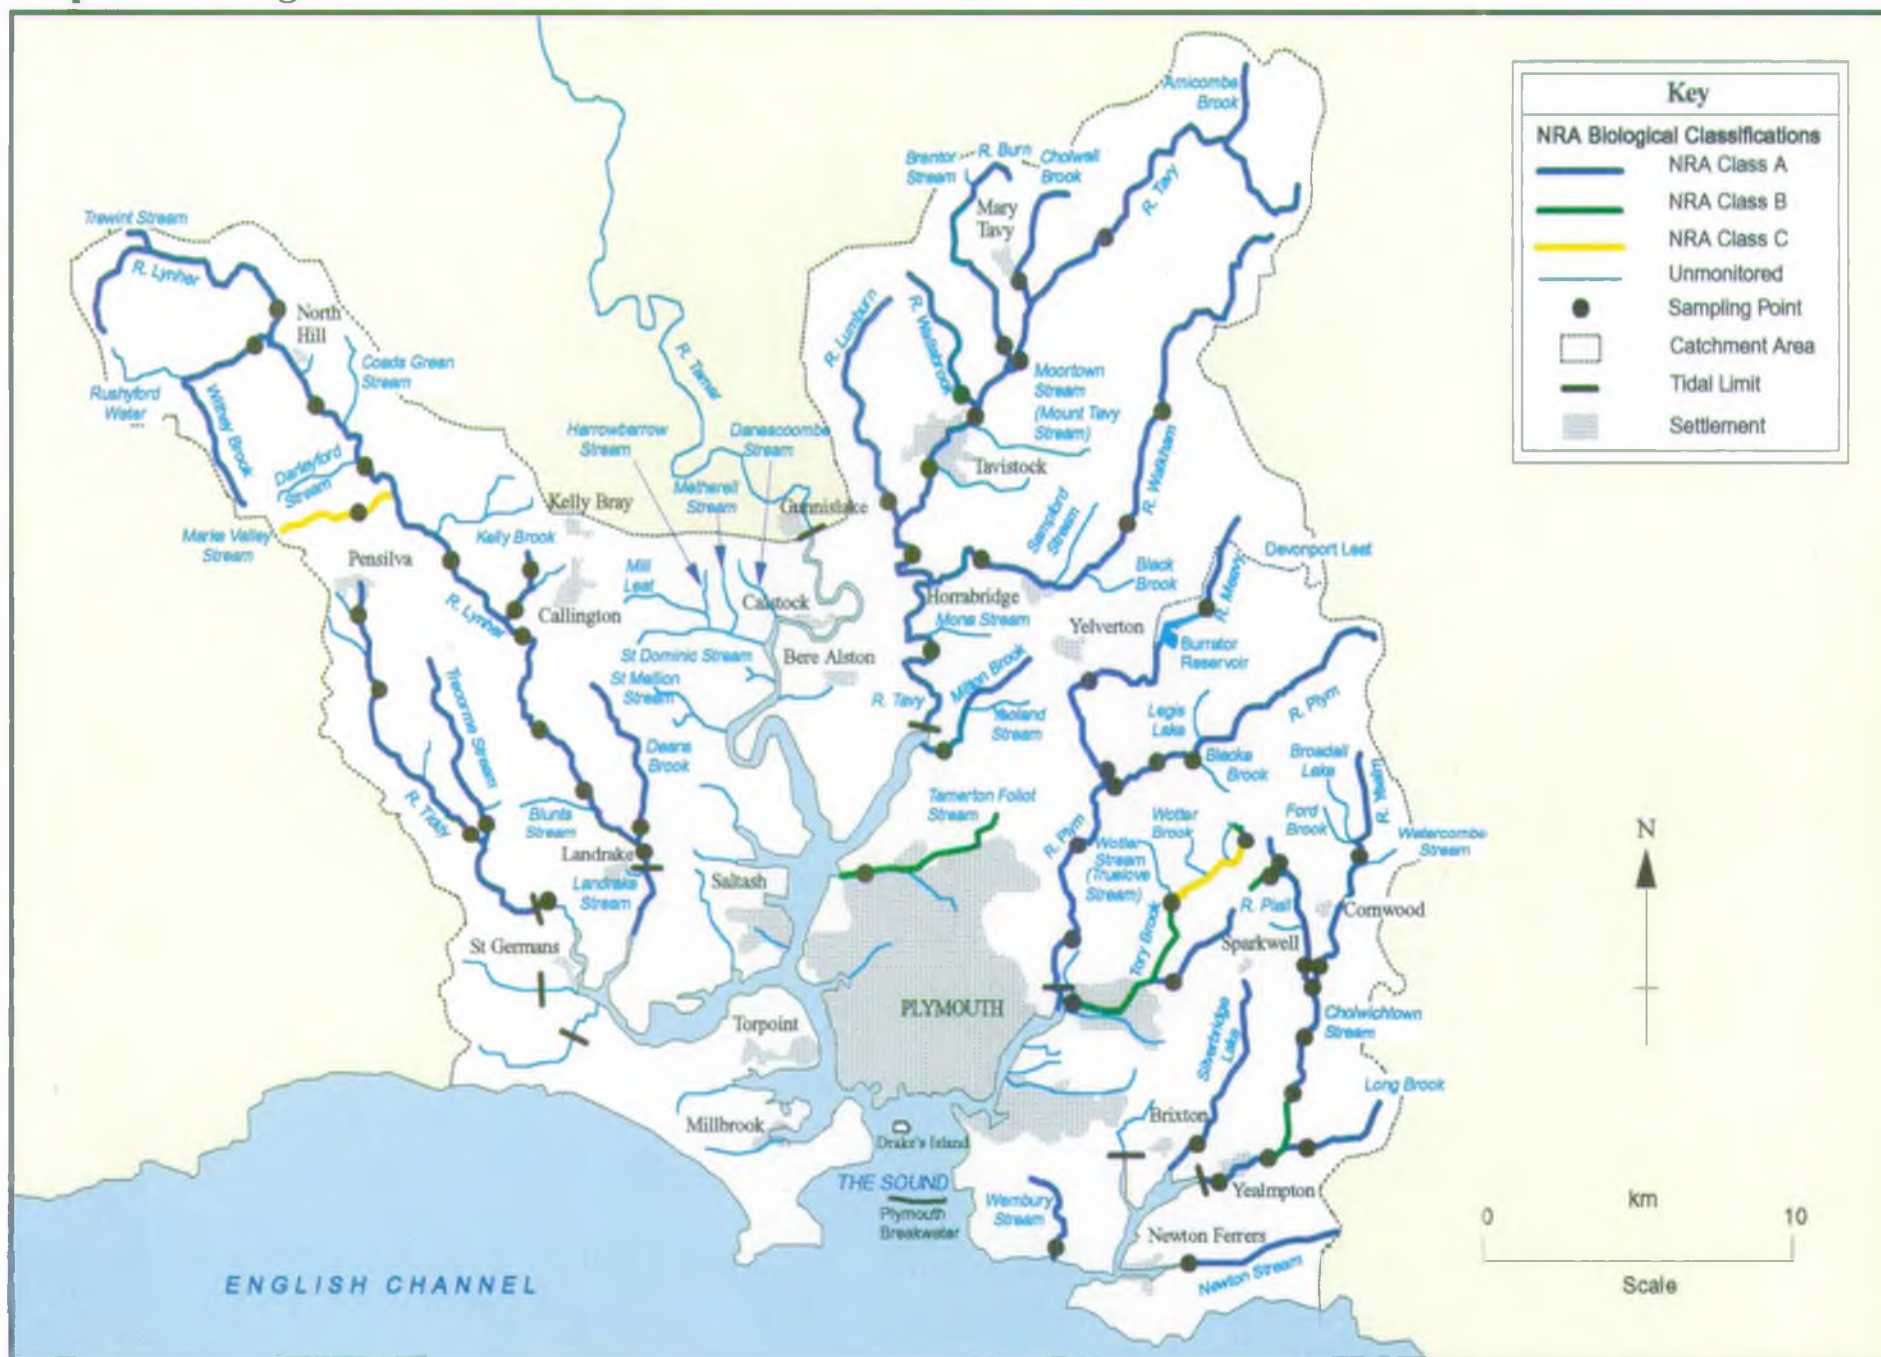 Key
NRA Biological Classifications
NRA Class A
NRA Class B
NRA Class C
Unmonitored
Sampling Point
Catchment Area
Tidal Limit
Settlement
Amicombe
Brook
Brentor
Stream
R. Burn
Cholwell
Brook
R. Tavy
Mary
Tavy
Trewint Stream
R. Lynher
North
Hill
Coads Green
Stream
Rushyford
Water
Withey Brook
R. Tamar
R. Lumburn
R. Wallabrook
Moortown
Stream
(Mount Tavy
Stream)
R. Walkham
Harrowbarrow
Stream
Danescoombe
Stream
Darleyford
Stream
Metherell
Stream
Tavistock
Kelly Bray
Gunnislake
Marke Valley
Stream
Kelly Brook
Sampford
Stream
Devonport Leat
Pensilva
Mill
Leat
Black
Brook
R. Meavy
Callington
Calstock
Horrabridge
Mona Stream
Yelverton
R. Lynher
Burrator
Reservoir
St Dominic Stream
Bere Alston
St Mellion
Stream
Milton Brook
R. Tavy
Treorme Stream
Yeoland
Stream
Legis
Lake
R. Plym
Deans
Brook
Blacka
Brook
Broadall
Lake
R. Yealm
R. Tiddy
Blunts
Stream
Tamerton Foliot
Stream
Wotter
Brook
Ford
Brook
Watercombe
Stream
N
R. Plym
Wotter
Stream
(Truelove
Stream)
Landrake
Landrake
Stream
Saltash
R. Piall
Cornwood
St Germans
Tory Brook
Sparkwell
PLYMOUTH
Torpoint
Silverbridge
Lake
Cholwichtown
Stream
Long Brook
Millbrook
Brixton
Drake's Island
THE SOUND
Plymouth
Breakwater
Wembury
Stream
Yealmpton
km
0
10
Newton Ferrers
Newton Stream
Scale
ENGLISH CHANNEL